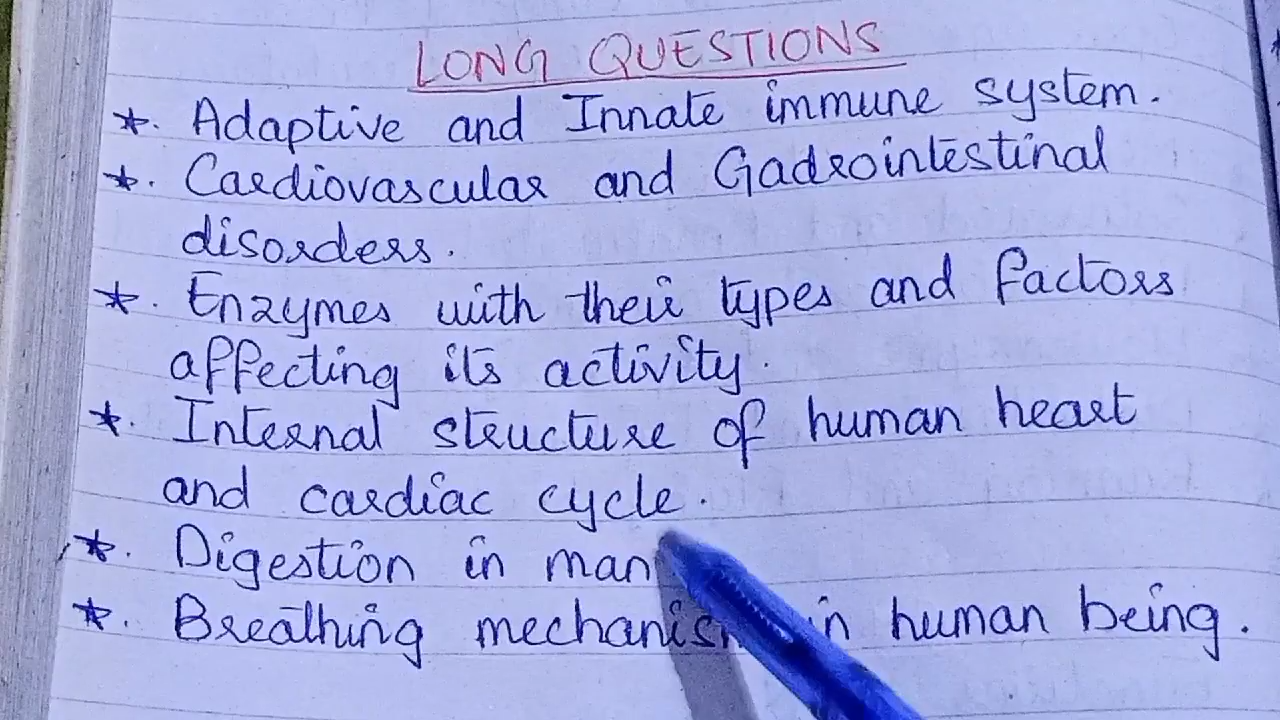 LONG QUESTIONS
★. Adaptive and Innate immune system.
★. Cardiovascular and Gadrointestinal
disorders.
★. Enzymes with their types and factors
affecting its activity.
★. Internal structure of human heart
and cardiac cycle.
★. Digestion in man
★. Breathing mechanism in human being.